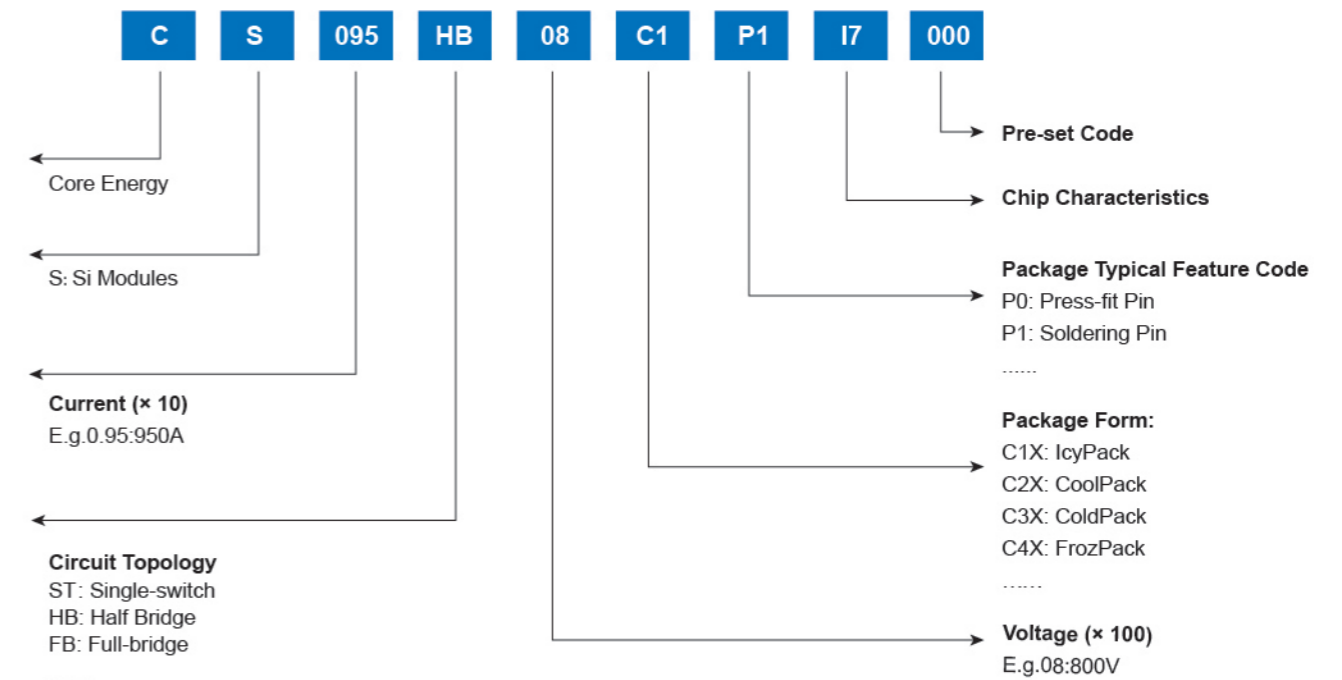 C S 095 HB 08 C1 P1 I7 000
Core Energy
S: Si Modules
Current (× 10)
E.g.0.95:950A
Circuit Topology
ST: Single-switch
HB: Half Bridge
FB: Full-bridge
Pre-set Code
Chip Characteristics
Package Typical Feature Code
P0: Press-fit Pin
P1: Soldering Pin
......
Package Form:
C1X: IcyPack
C2X: CoolPack
C3X: ColdPack
C4X: FrozPack
......
Voltage (× 100)
E.g.08:800V